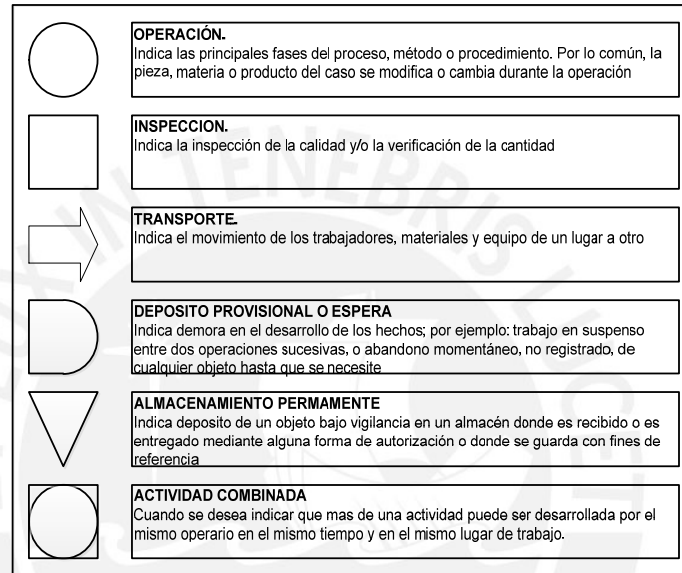 OPERACIÓN.
Indica las principales fases del proceso, método o procedimiento. Por lo común, la
pieza, materia o producto del caso se modifica o cambia durante la operación
INSPECCION.
Indica la inspección de la calidad y/o la verificación de la cantidad
TRANSPORTE.
Indica el movimiento de los trabajadores, materiales y equipo de un lugar a otro
DEPOSITO PROVISIONAL O ESPERA
Indica demora en el desarrollo de los hechos; por ejemplo: trabajo en suspenso
entre dos operaciones sucesivas, o abandono momentáneo, no registrado, de
cualquier objeto hasta que se necesite
ALMACENAMIENTO PERMAMENTE
Indica deposito de un objeto bajo vigilancia en un almacén donde es recibido o es
entregado mediante alguna forma de autorización o donde se guarda con fines de
referencia
ACTIVIDAD COMBINADA
Cuando se desea indicar que mas de una actividad puede ser desarrollada por el
mismo operario en el mismo tiempo y en el mismo lugar de trabajo.
LUX IN TENEBRIS LUCET